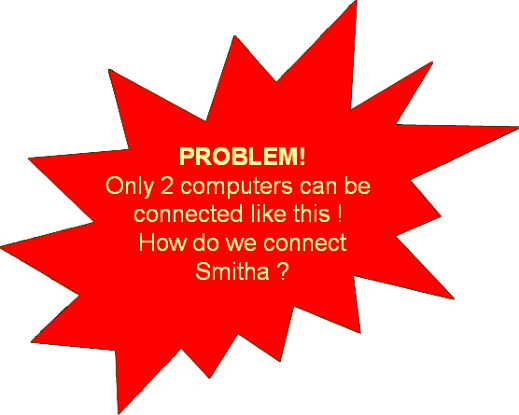 PROBLEM!
Only 2 computers can be
connected like this !
How do we connect
Smitha ?